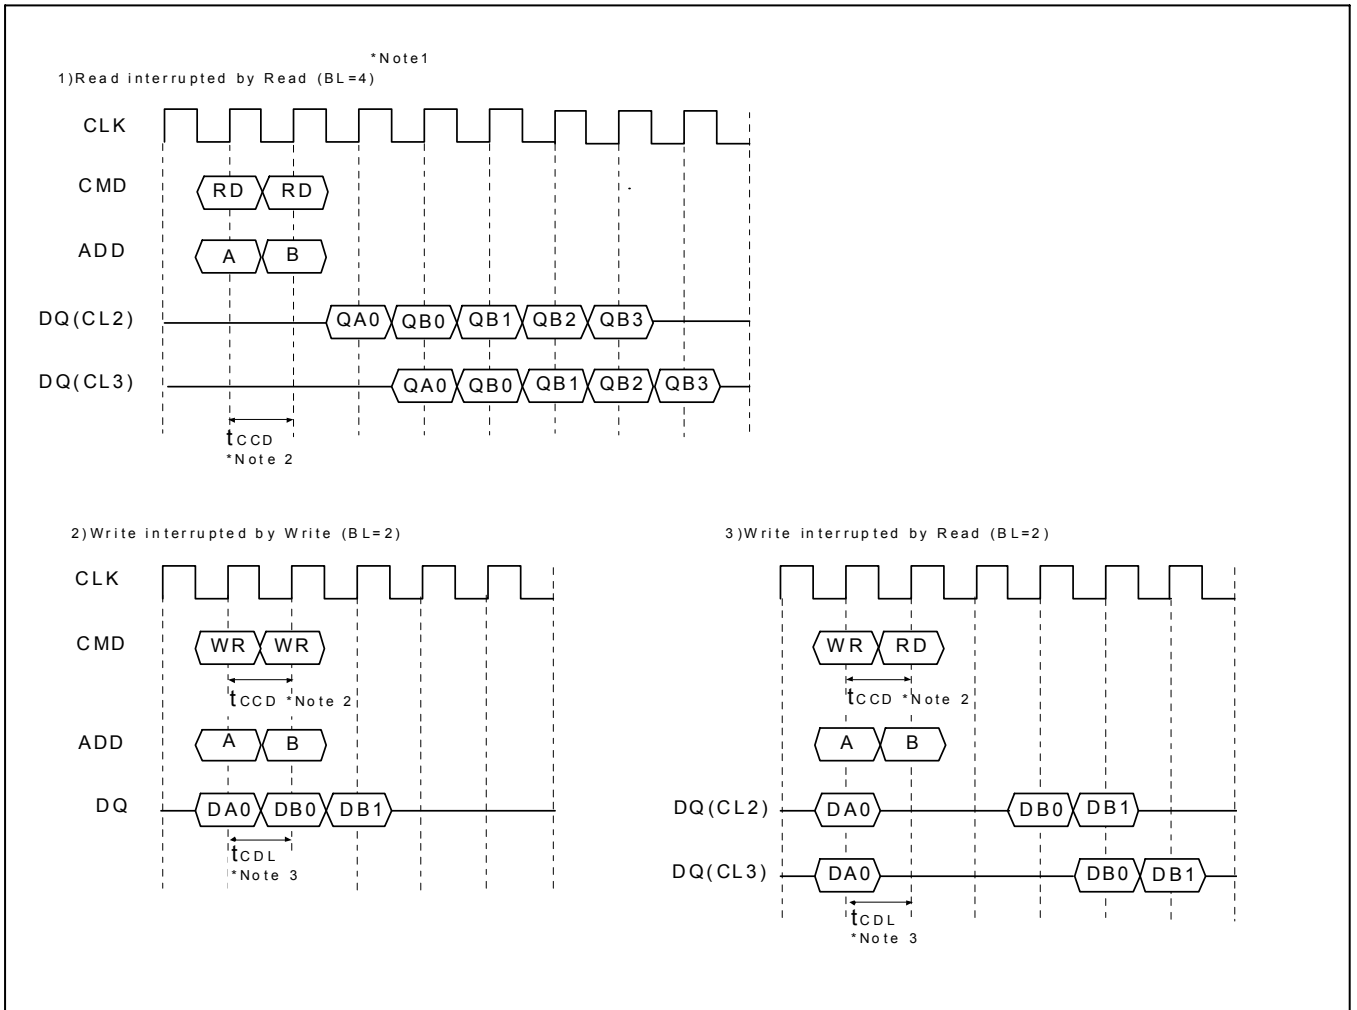 *Note1
1)Read interrupted by Read (BL=4)
CLK
CMD RD RD
ADD A B
DQ(CL2) QA0 QB0 QB1 QB2 QB3
DQ(CL3) QA0 QB0 QB1 QB2 QB3
tCCD
*Note 2
2)Write interrupted by Write (BL=2)
CLK
CMD WR WR
tCCD *Note 2
ADD A B
DQ DA0 DB0 DB1
tCDL
*Note 3
3)Write interrupted by Read (BL=2)
WR RD
tCCD *Note 2
A B
DQ(CL2) DA0 DB0 DB1
DQ(CL3) DA0 DB0 DB1
tCDL
*Note 3